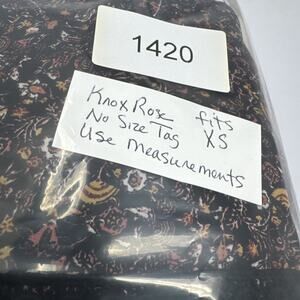 1420
Knox Rose fits
No Size Tag XS
Use measurements